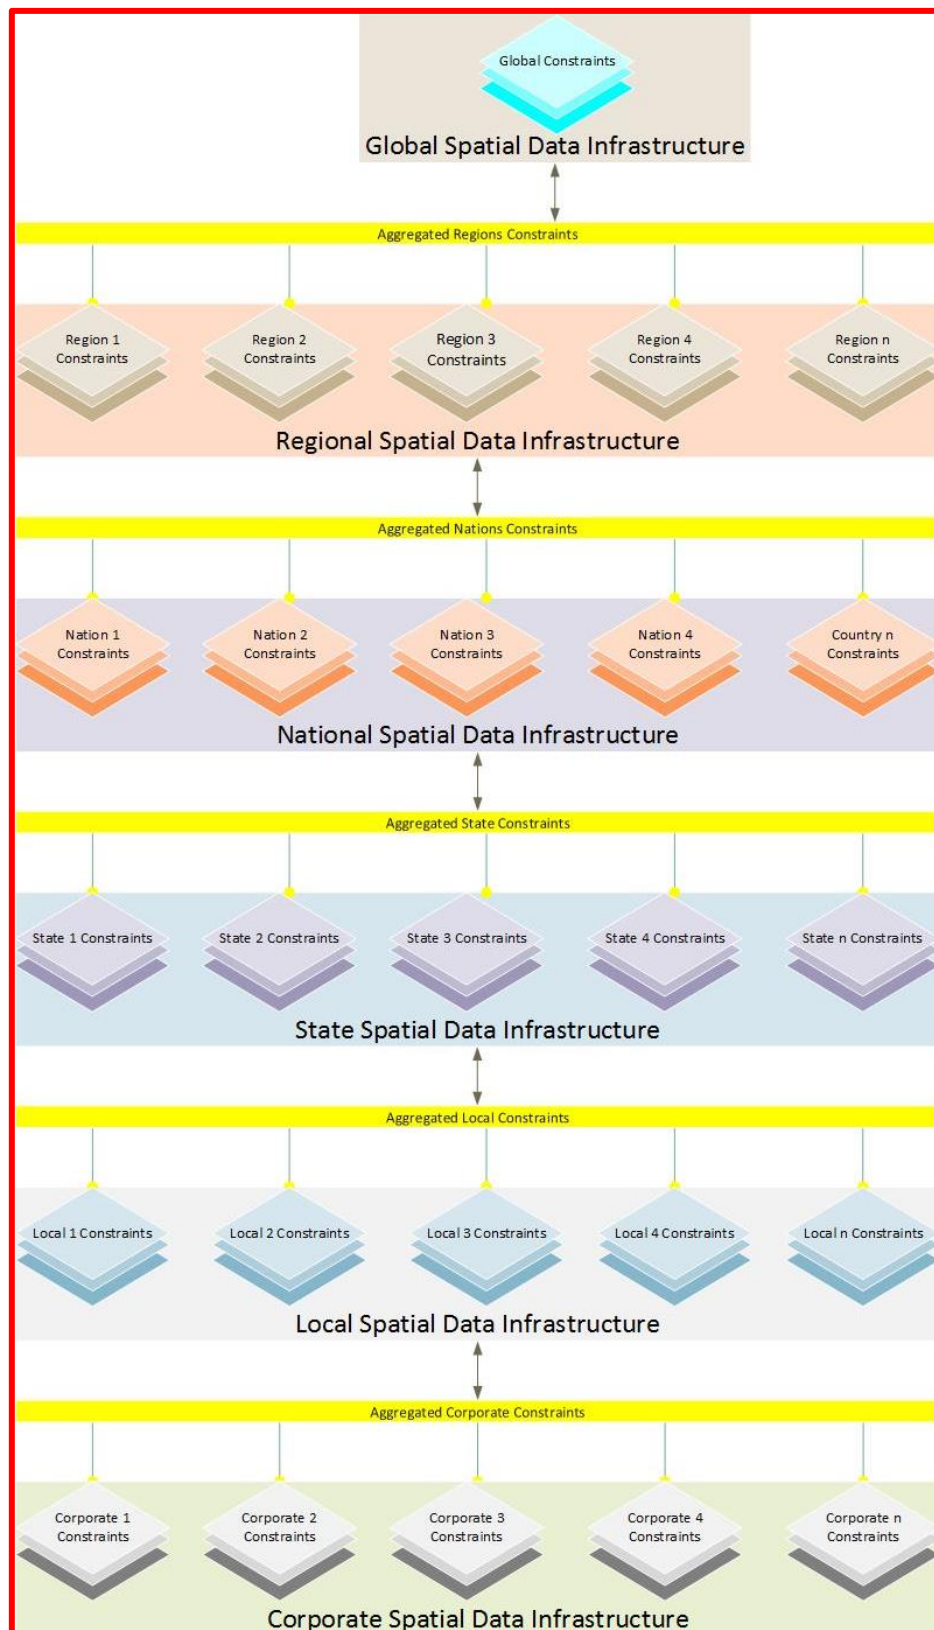 Global Constraints
Global Spatial Data Infrastructure
Aggregated Regions Constraints
Region 1
Constraints
Region 2
Constraints
Region 3
Constraints
Region 4
Constraints
Region n
Constraints
Regional Spatial Data Infrastructure
Aggregated Nations Constraints
Nation 1
Constraints
Nation 2
Constraints
Nation 3
Constraints
Nation 4
Constraints
Country n
Constraints
National Spatial Data Infrastructure
Aggregated State Constraints
State 1 Constraints
State 2 Constraints
State 3 Constraints
State 4 Constraints
State n Constraints
State Spatial Data Infrastructure
Aggregated Local Constraints
Local 1 Constraints
Local 2 Constraints
Local 3 Constraints
Local 4 Constraints
Local n Constraints
Local Spatial Data Infrastructure
Aggregated Corporate Constraints
Corporate 1
Constraints
Corporate 2
Constraints
Corporate 3
Constraints
Corporate 4
Constraints
Corporate n
Constraints
Corporate Spatial Data Infrastructure